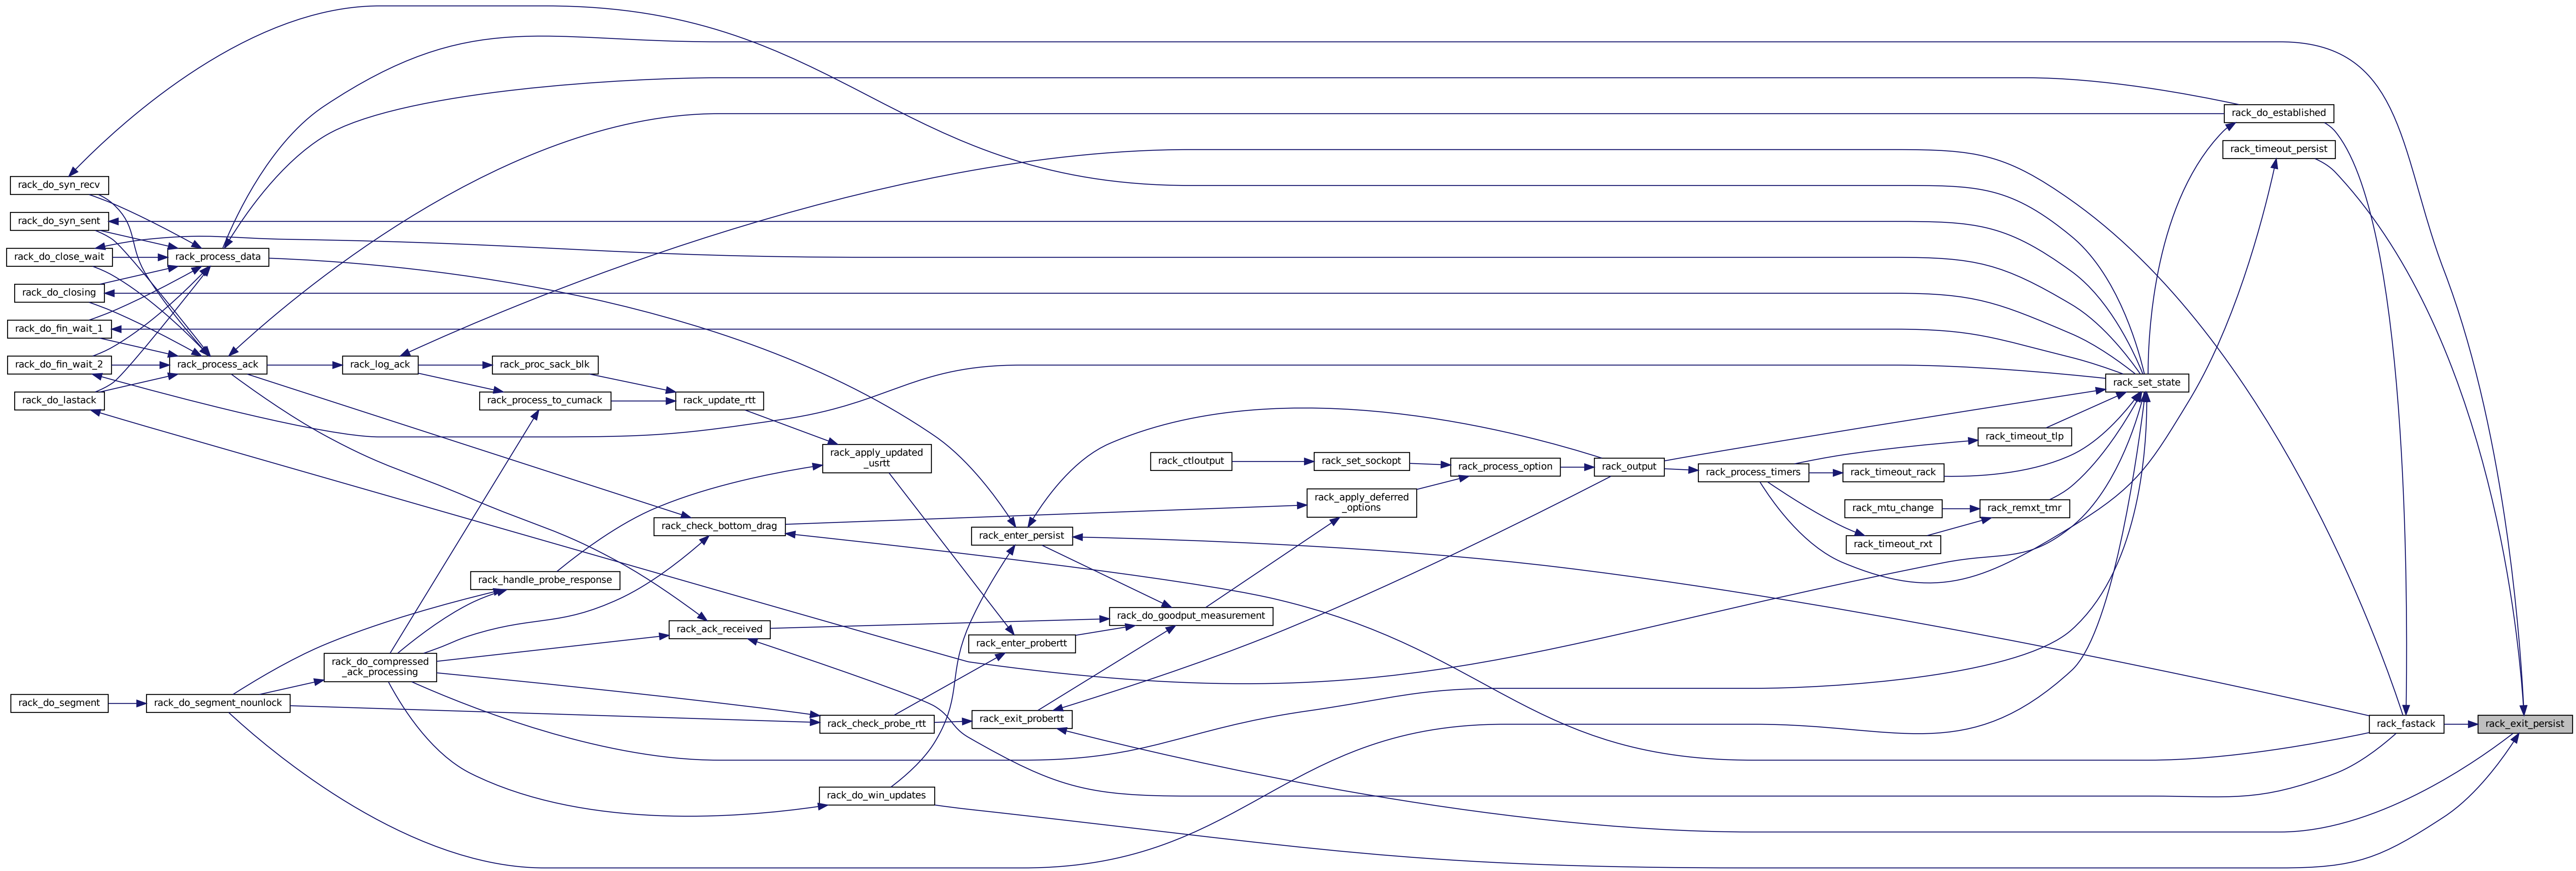 rack_do_established
rack_timeout_persist
rack_do_syn_recv
rack_do_syn_sent
rack_do_close_wait
rack_process_data
rack_do_closing
rack_do_fin_wait_1
rack_do_fin_wait_2
rack_process_ack
rack_log_ack
rack_proc_sack_blk
rack_set_state
rack_do_lastack
rack_process_to_cumack
rack_update_rtt
rack_timeout_tlp
rack_apply_updated
_usrtt
rack_ctloutput
rack_set_sockopt
rack_process_option
rack_output
rack_process_timers
rack_timeout_rack
rack_apply_deferred
_options
rack_mtu_change
rack_remxt_tmr
rack_check_bottom_drag
rack_enter_persist
rack_timeout_rxt
rack_handle_probe_response
rack_do_goodput_measurement
rack_ack_received
rack_enter_probertt
rack_do_compressed
_ack_processing
rack_do_segment
rack_do_segment_nounlock
rack_check_probe_rtt
rack_exit_probertt
rack_fastack
rack_exit_persist
rack_do_win_updates